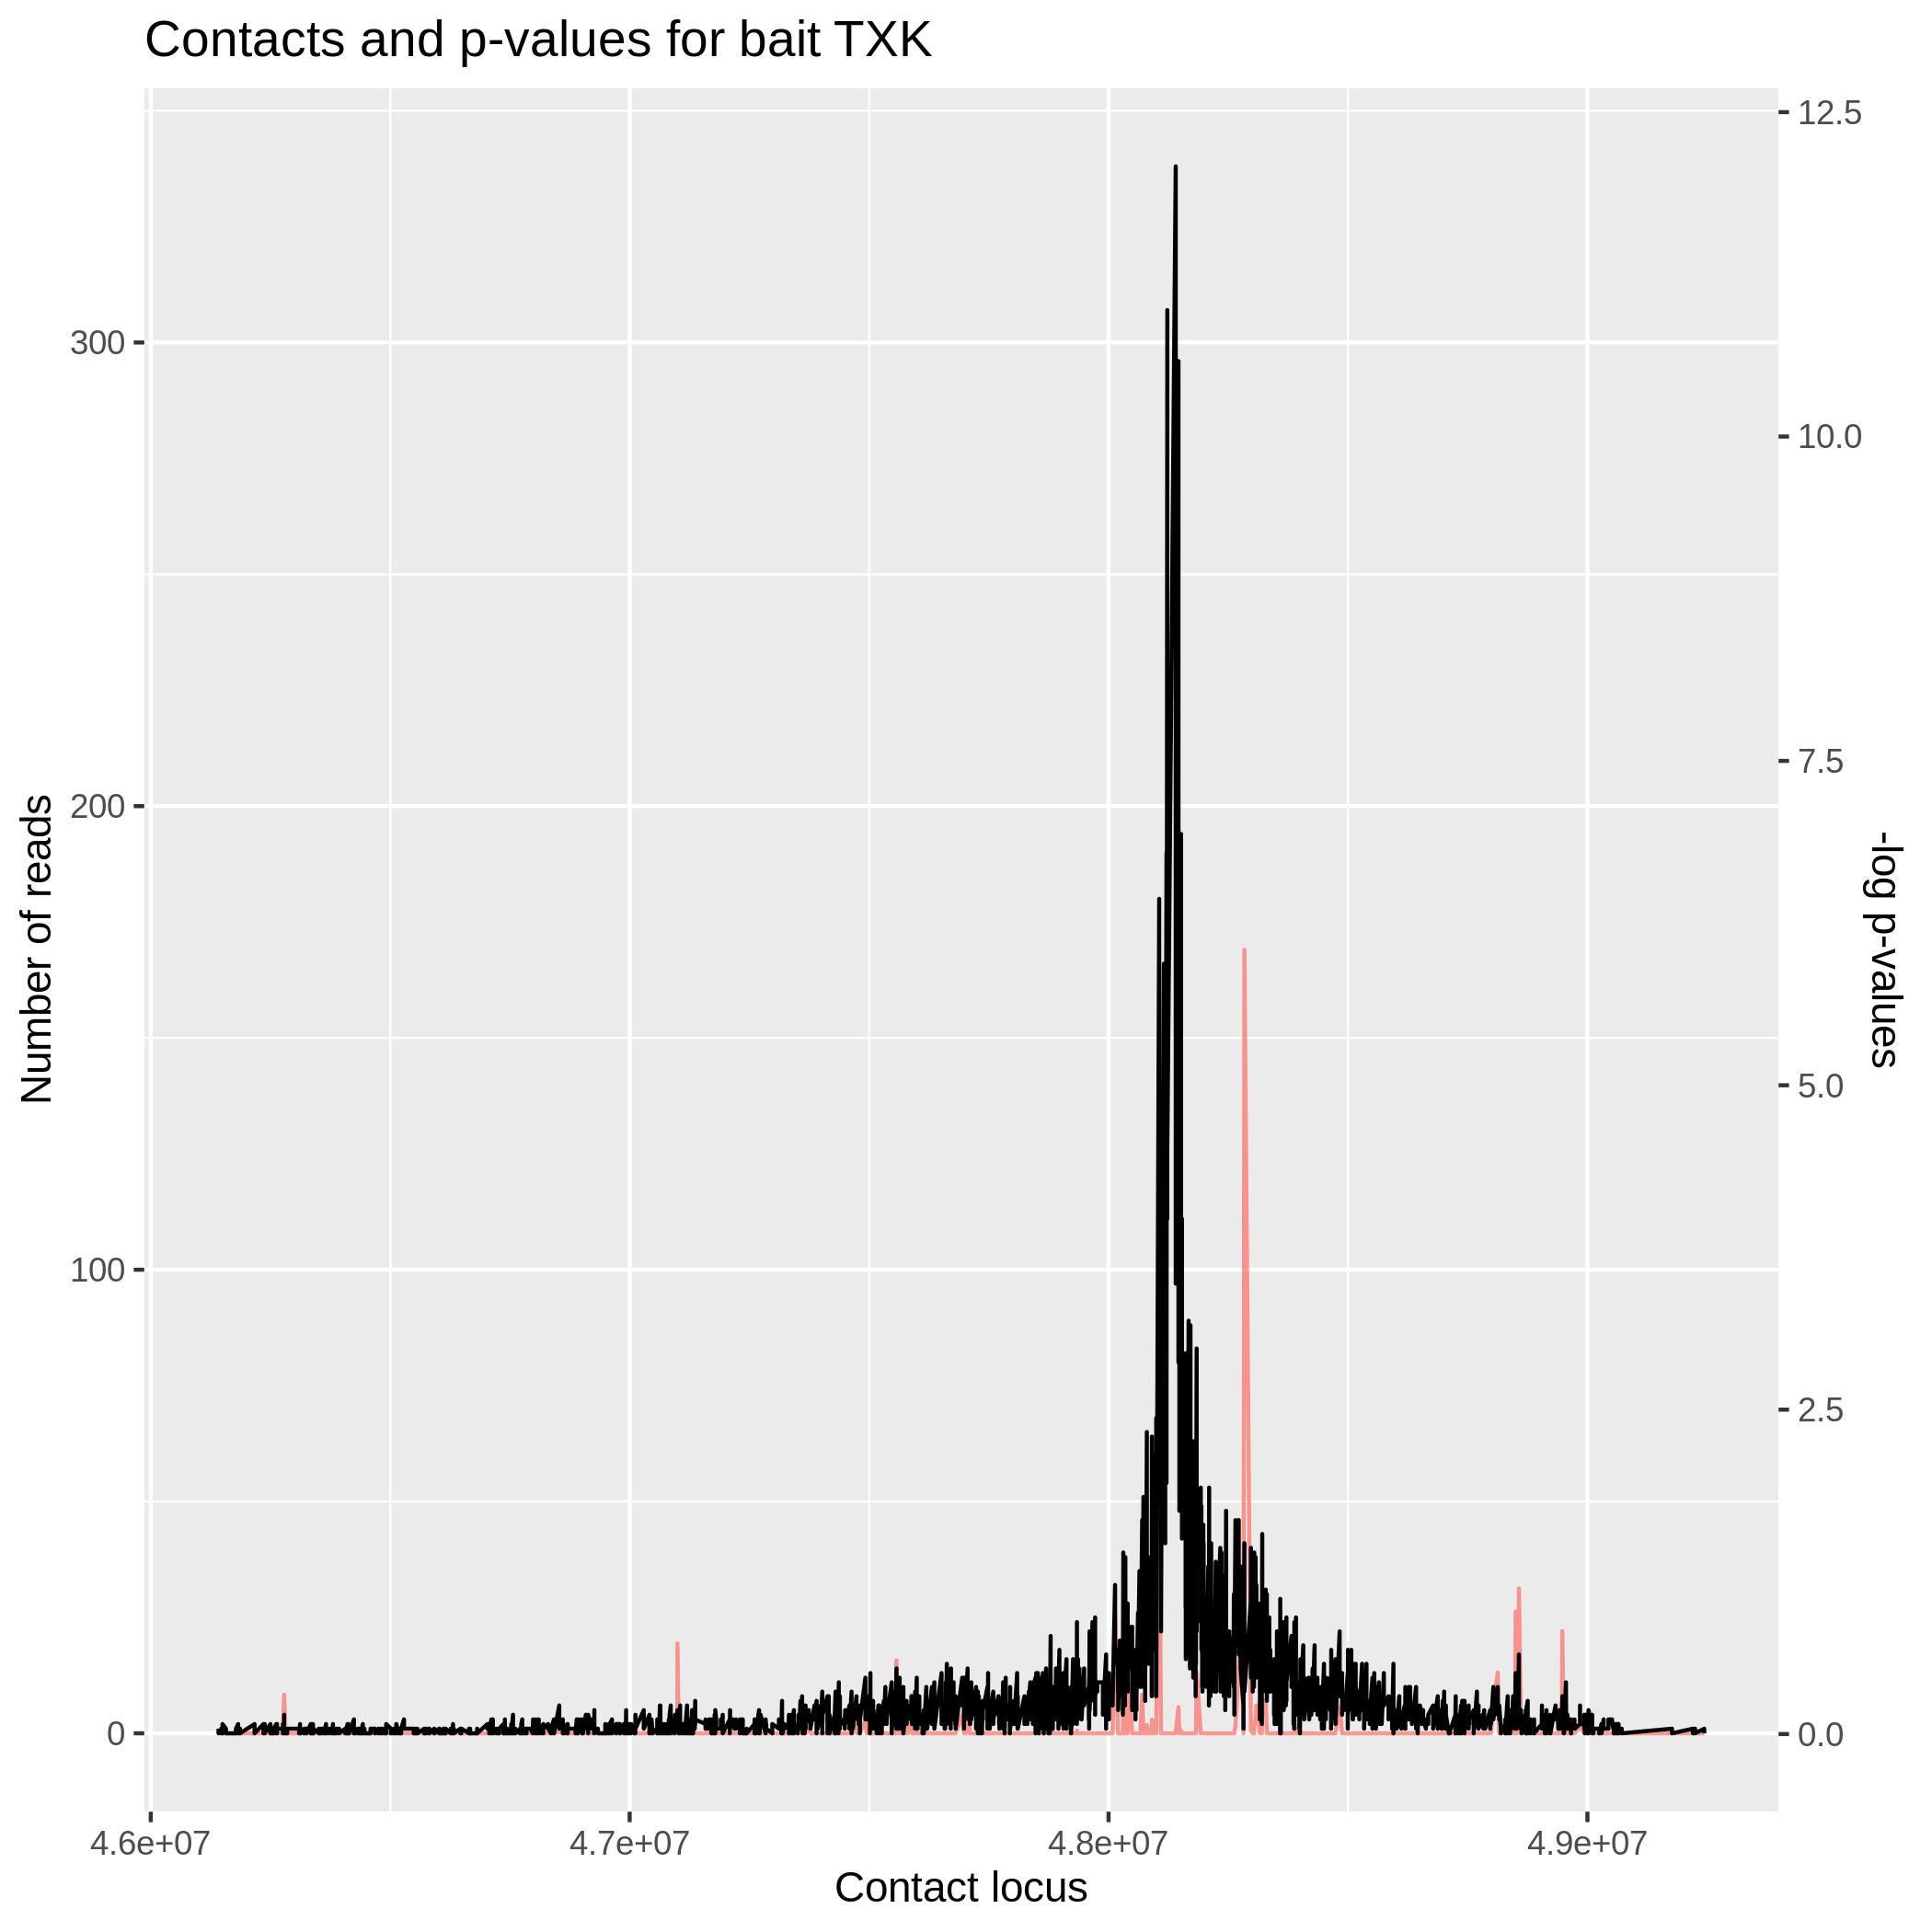 Contacts and p-values for bait TXK
12.5
300
10.0
7.5
200
Number of reads
-log p-values
5.0
100
2.5
0
0.0
4.6e+07
4.7e+07
4.8e+07
4.9e+07
Contact locus